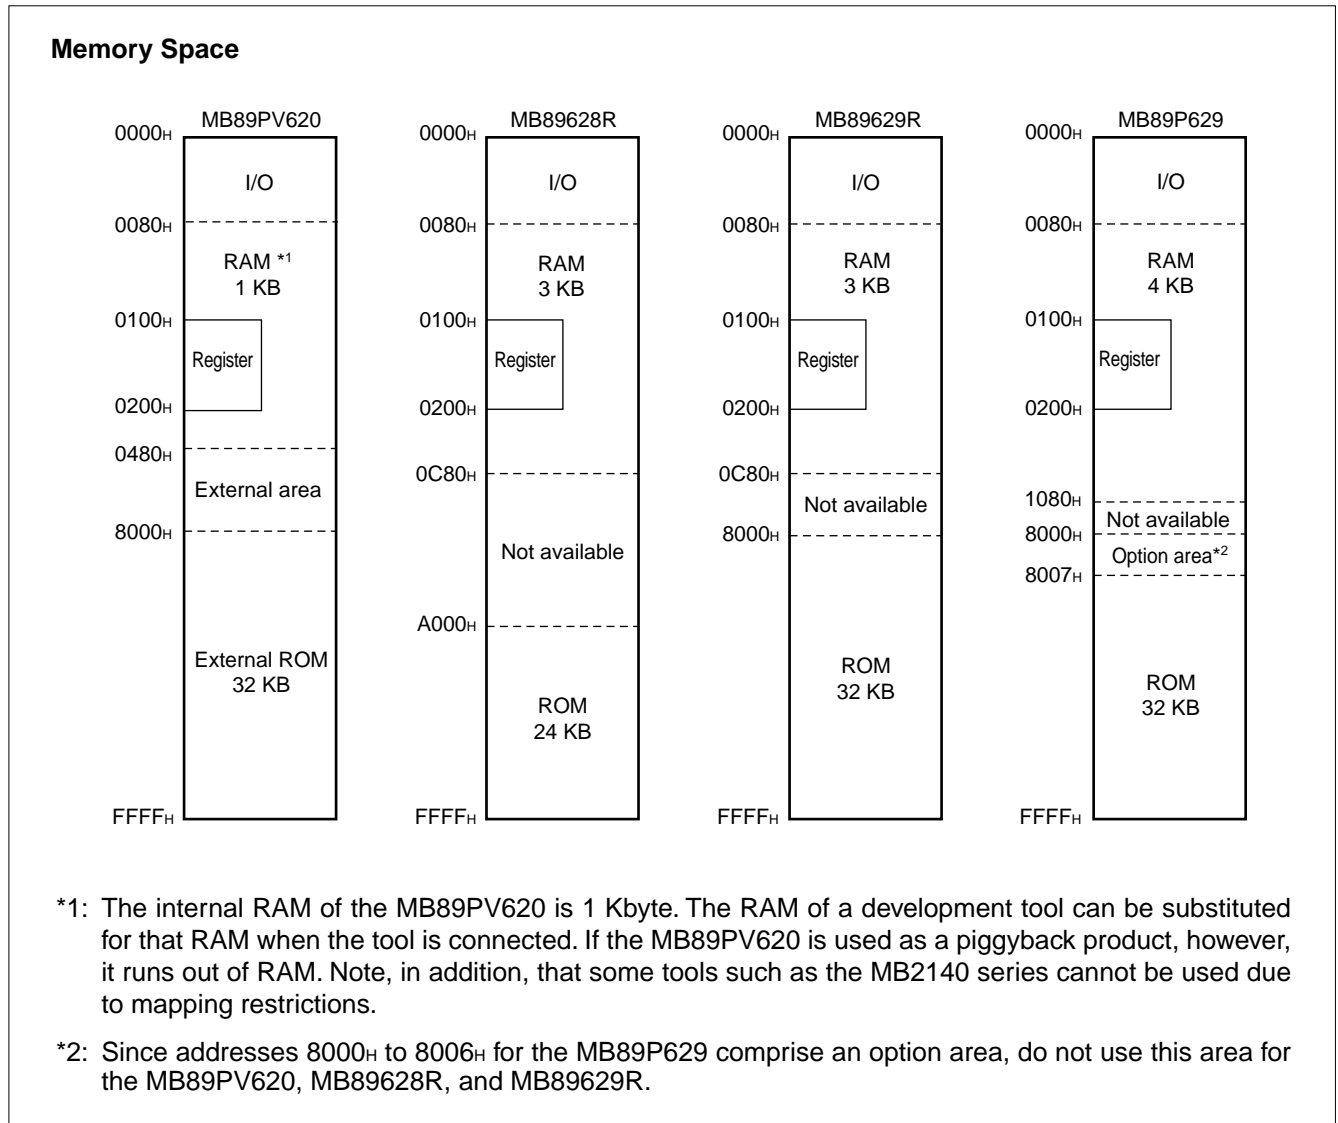 Memory Space
MB89PV620
0000H
I/O
0080H
RAM *1
1 KB
0100H
Register
0200H
0480H
External area
8000H
External ROM
32 KB
FFFFH
MB89628R
0000H
I/O
0080H
RAM
3 KB
0100H
Register
0200H
0C80H
Not available
A000H
ROM
24 KB
FFFFH
MB89629R
0000H
I/O
0080H
RAM
3 KB
0100H
Register
0200H
0C80H
Not available
8000H
ROM
32 KB
FFFFH
MB89P629
0000H
I/O
0080H
RAM
4 KB
0100H
Register
0200H
1080H
Not available
8000H
Option area*2
8007H
ROM
32 KB
FFFFH
*1: The internal RAM of the MB89PV620 is 1 Kbyte. The RAM of a development tool can be substituted
for that RAM when the tool is connected. If the MB89PV620 is used as a piggyback product, however,
it runs out of RAM. Note, in addition, that some tools such as the MB2140 series cannot be used due
to mapping restrictions.
*2: Since addresses 8000H to 8006H for the MB89P629 comprise an option area, do not use this area for
the MB89PV620, MB89628R, and MB89629R.